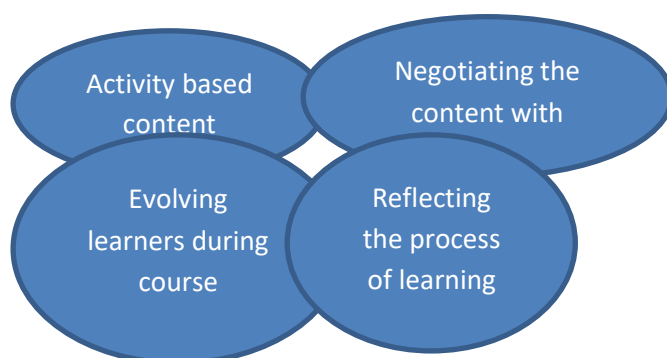 Activity based
content
Negotiating the
content with
Evolving
learners during
course
Reflecting
the process
of learning